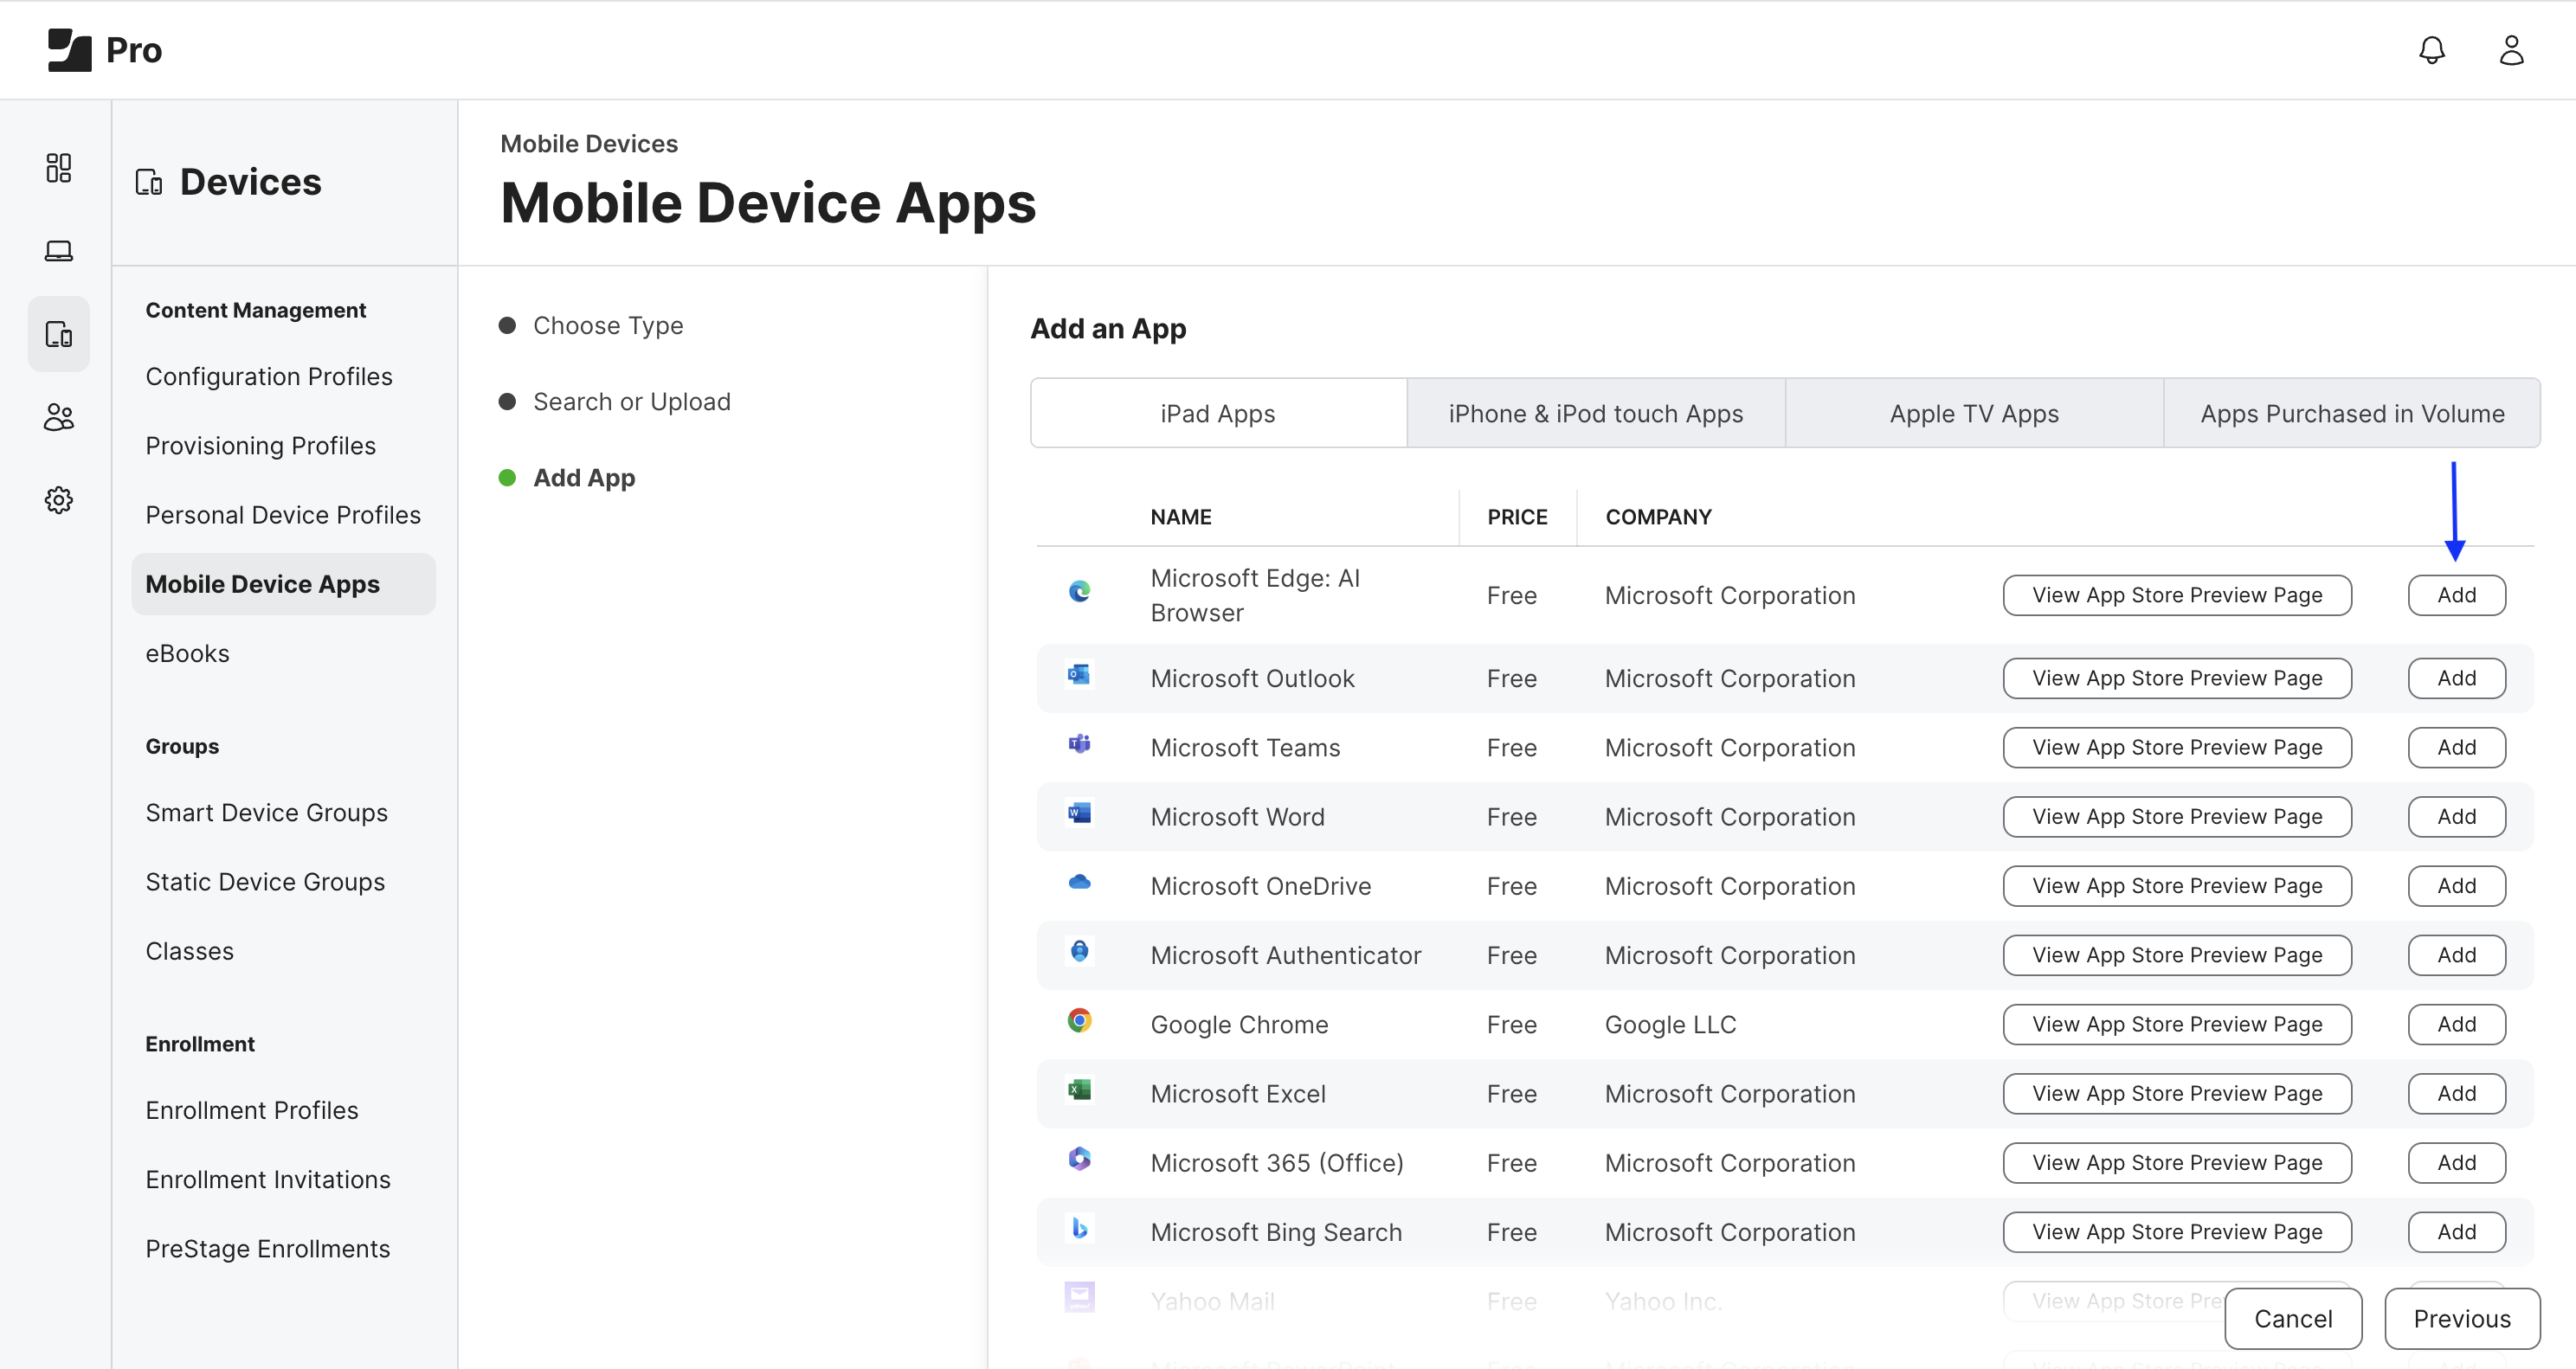 Pro
Devices
Content Management
Configuration Profiles
Provisioning Profiles
Personal Device Profiles
Mobile Device Apps
eBooks
Groups
Smart Device Groups
Static Device Groups
Classes
Enrollment
Enrollment Profiles
Enrollment Invitations
PreStage Enrollments
Mobile Devices
Mobile Device Apps
Choose Type
Search or Upload
Add App
Add an App
iPad Apps iPhone & iPod touch Apps Apple TV Apps Apps Purchased in Volume
NAME PRICE COMPANY
Microsoft Edge: AI
Browser Free Microsoft Corporation View App Store Preview Page Add
Microsoft Outlook Free Microsoft Corporation View App Store Preview Page Add
Microsoft Teams Free Microsoft Corporation View App Store Preview Page Add
Microsoft Word Free Microsoft Corporation View App Store Preview Page Add
Microsoft OneDrive Free Microsoft Corporation View App Store Preview Page Add
Microsoft Authenticator Free Microsoft Corporation View App Store Preview Page Add
Google Chrome Free Google LLC View App Store Preview Page Add
Microsoft Excel Free Microsoft Corporation View App Store Preview Page Add
Microsoft 365 (Office) Free Microsoft Corporation View App Store Preview Page Add
Microsoft Bing Search Free Microsoft Corporation View App Store Preview Page Add
Yahoo Mail Free Yahoo Inc. View App Store
Cancel Previous